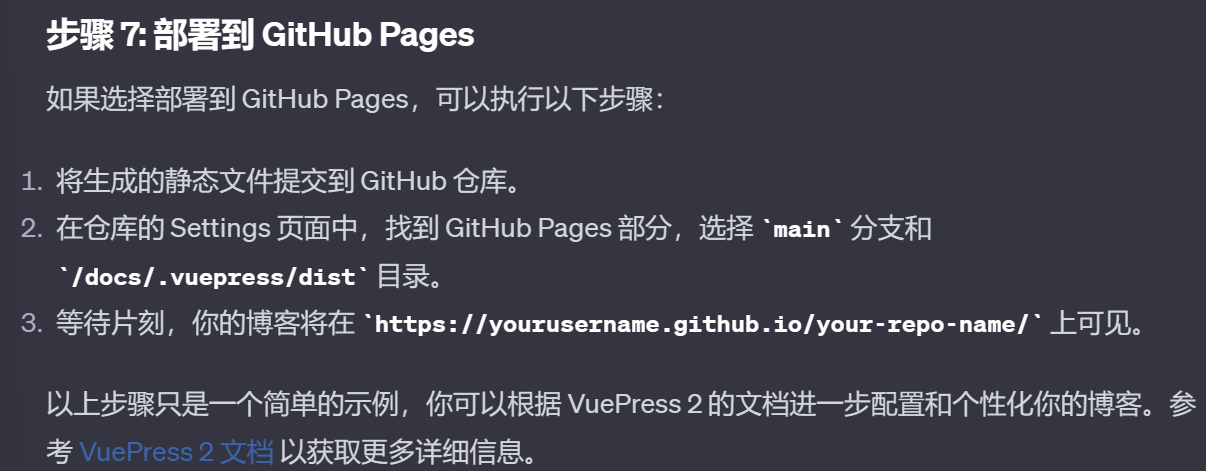 步骤 7: 部署到 GitHub Pages
如果选择部署到 GitHub Pages，可以执行以下步骤：
1. 将生成的静态文件提交到 GitHub 仓库。
2. 在仓库的 Settings 页面中，找到 GitHub Pages 部分，选择 `main` 分支和
`/docs/.vuepress/dist` 目录。
3. 等待片刻，你的博客将在 `https://yourusername.github.io/your-repo-name/` 上可见。
以上步骤只是一个简单的示例，你可以根据 VuePress 2 的文档进一步配置和个性化你的博客。参
考 VuePress 2 文档 以获取更多详细信息。